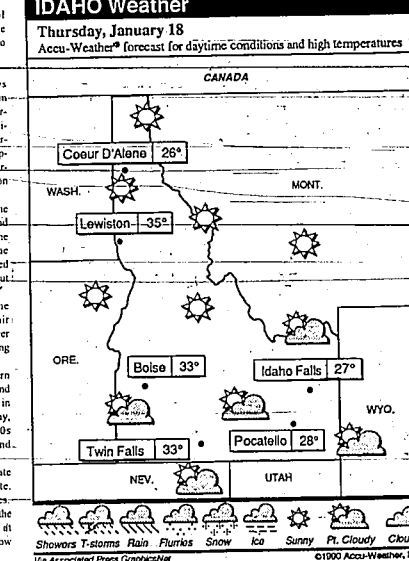 IDAHO Weather
Thursday, January 18
Accu-Weather® forecast for daytime conditions and high temperatures
CANADA
Coeur D'Alene 26°
WASH.
MONT.
Lewiston 35°
ORE.
Boise 33°
Idaho Falls 27°
WYO.
Twin Falls 33°
Pocatello 28°
NEV.
UTAH
Showers T-storms Rain Flurries Snow Ice Sunny Pt. Cloudy Clou
Via Associated Press GraphicsNet
©1990 Accu-Weather, I